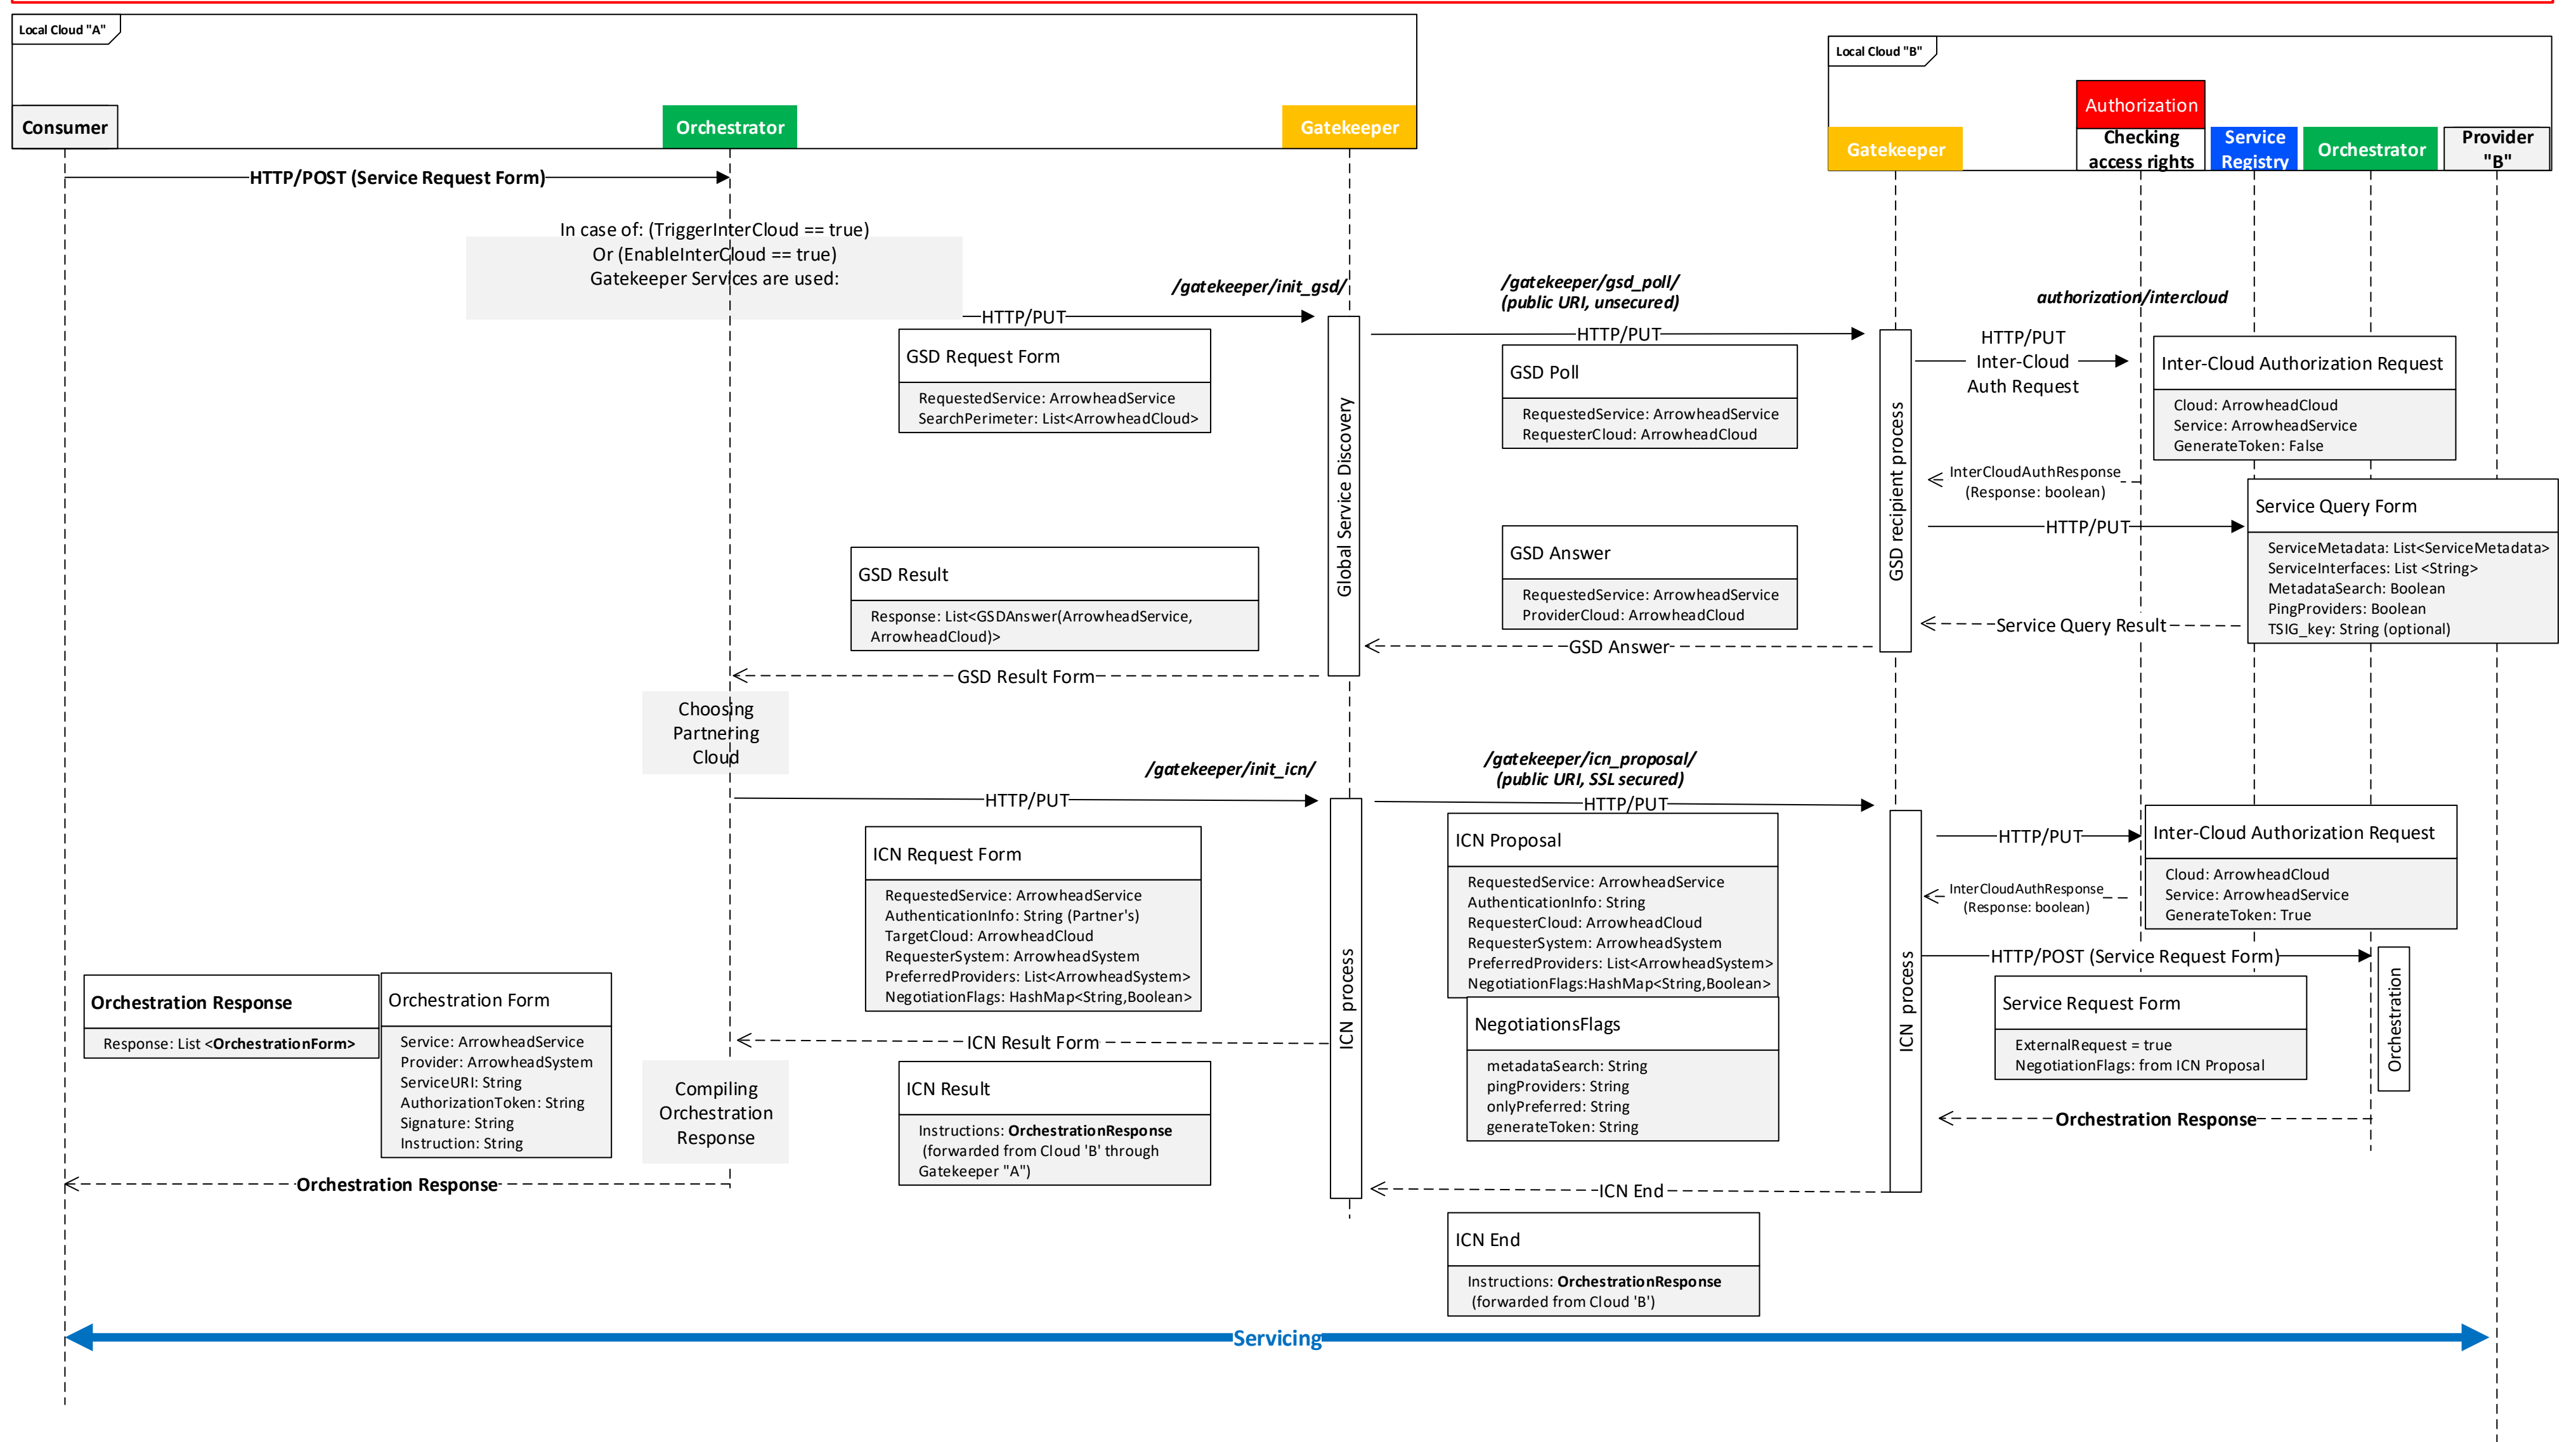 Local Cloud "A"
Local Cloud "B"
Consumer
Orchestrator
Gatekeeper
Gatekeeper
Authorization
Checking
access rights
Service
Registry
Orchestrator
Provider
"B"
HTTP/POST (Service Request Form)
In case of: (TriggerInterCloud == true)
Or (EnableInterCloud == true)
Gatekeeper Services are used:
/gatekeeper/init_gsd/
HTTP/PUT
GSD Request Form
RequestedService: ArrowheadService
SearchPerimeter: List<ArrowheadCloud>
Global Service Discovery
/gatekeeper/gsd_poll/
(public URI, unsecured)
HTTP/PUT
GSD Poll
RequestedService: ArrowheadService
RequesterCloud: ArrowheadCloud
GSD recipient process
authorization/intercloud
HTTP/PUT
Inter-Cloud
Auth Request
Inter-Cloud Authorization Request
Cloud: ArrowheadCloud
Service: ArrowheadService
GenerateToken: False
InterCloudAuthResponse
(Response: boolean)
HTTP/PUT
Service Query Form
ServiceMetadata: List<ServiceMetadata>
ServiceInterfaces: List <String>
MetadataSearch: Boolean
PingProviders: Boolean
TSIG_key: String (optional)
Service Query Result
GSD Answer
RequestedService: ArrowheadService
ProviderCloud: ArrowheadCloud
GSD Answer
GSD Result
Response: List<GSDAnswer(ArrowheadService,
ArrowheadCloud)>
GSD Result Form
Choosing
Partnering
Cloud
/gatekeeper/init_icn/
HTTP/PUT
ICN Request Form
RequestedService: ArrowheadService
AuthenticationInfo: String (Partner's)
TargetCloud: ArrowheadCloud
RequesterSystem: ArrowheadSystem
PreferredProviders: List<ArrowheadSystem>
NegotiationFlags: HashMap<String,Boolean>
ICN process
/gatekeeper/icn_proposal/
(public URI, SSL secured)
HTTP/PUT
ICN Proposal
RequestedService: ArrowheadService
AuthenticationInfo: String
RequesterCloud: ArrowheadCloud
RequesterSystem: ArrowheadSystem
PreferredProviders: List<ArrowheadSystem>
NegotiationFlags:HashMap<String,Boolean>
NegotiationsFlags
metadataSearch: String
pingProviders: String
onlyPreferred: String
generateToken: String
ICN process
HTTP/PUT
Inter-Cloud Authorization Request
Cloud: ArrowheadCloud
Service: ArrowheadService
GenerateToken: True
InterCloudAuthResponse
(Response: boolean)
HTTP/POST (Service Request Form)
Service Request Form
ExternalRequest = true
NegotiationFlags: from ICN Proposal
Orchestration
Orchestration Response
Orchestration Response
Response: List <OrchestrationForm>
Orchestration Form
Service: ArrowheadService
Provider: ArrowheadSystem
ServiceURI: String
AuthorizationToken: String
Signature: String
Instruction: String
ICN Result Form
Compiling
Orchestration
Response
ICN Result
Instructions: OrchestrationResponse
(forwarded from Cloud 'B' through
Gatekeeper "A")
Orchestration Response
ICN End
ICN End
Instructions: OrchestrationResponse
(forwarded from Cloud 'B')
Servicing